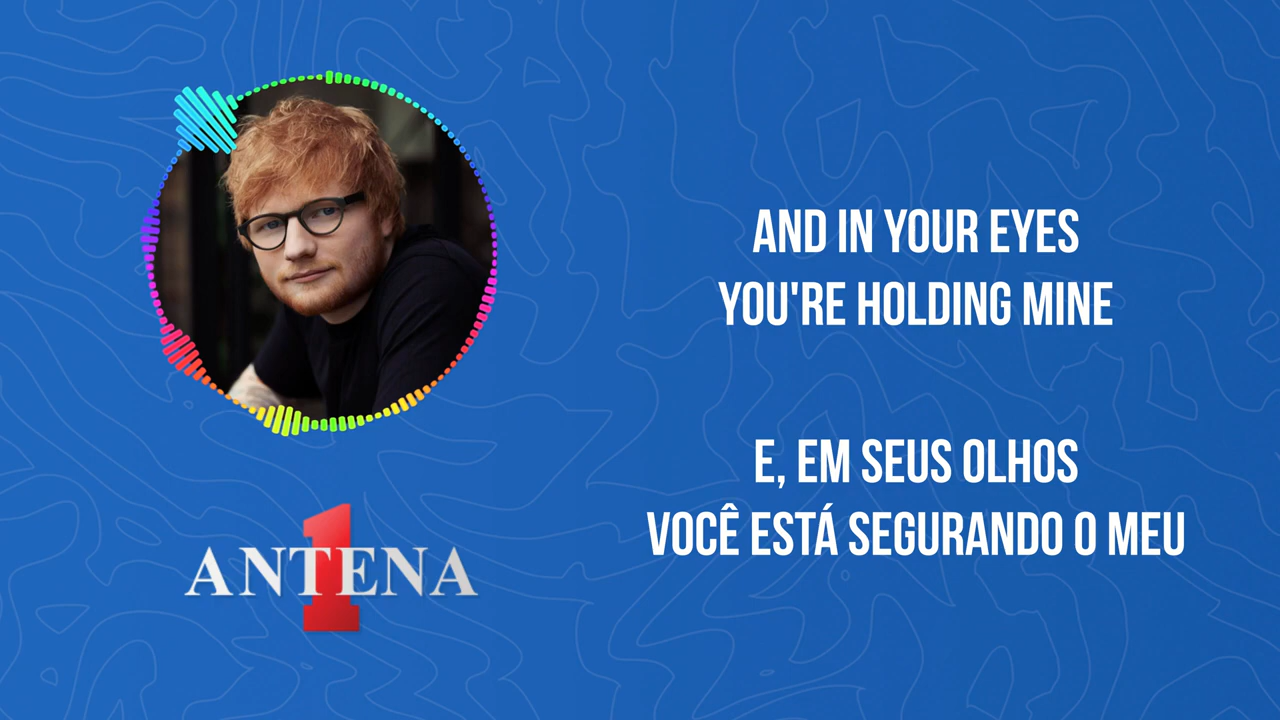 AND IN YOUR EYES
YOU'RE HOLDING MINE
E, EM SEUS OLHOS
VOCÊ ESTÁ SEGURANDO O MEU
ANTENA 1